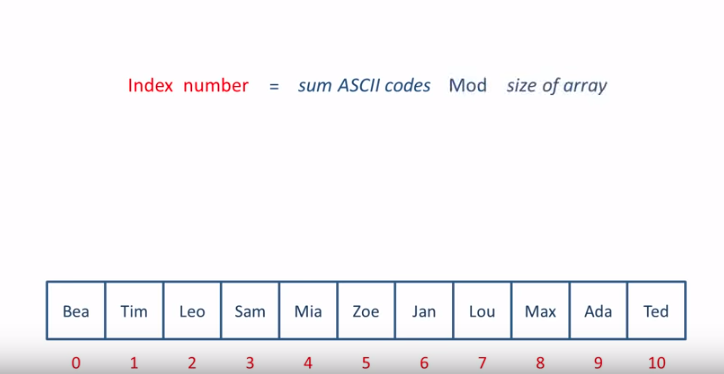 Index number = sum ASCII codes Mod size of array
Bea Tim Leo Sam Mia Zoe Jan Lou Max Ada Ted
0 1 2 3 4 5 6 7 8 9 10